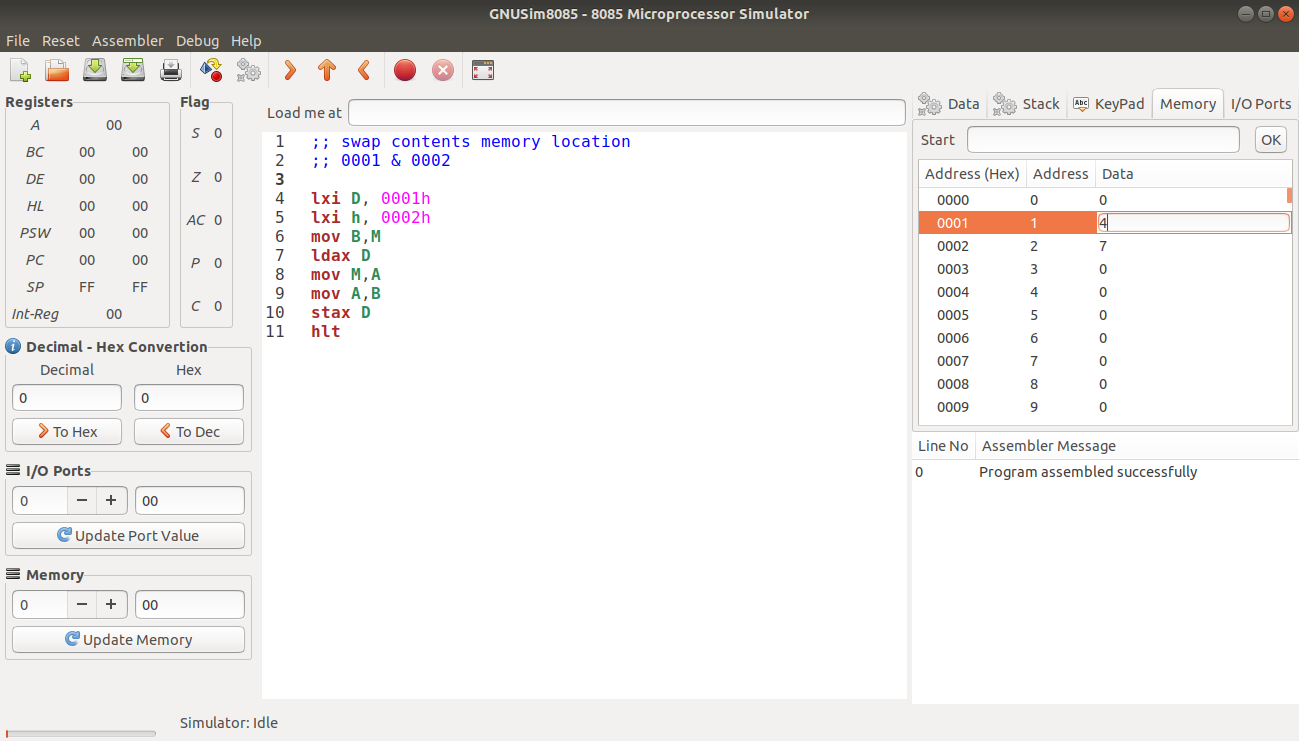 GNUSim8085 - 8085 Microprocessor Simulator
File Reset Assembler Debug Help
Registers
A 00
BC 00 00
DE 00 00
HL 00 00
PSW 00 00
PC 00 00
SP FF FF
Int-Reg 00
Flag
S 0
Z 0
AC 0
P 0
C 0
Decimal - Hex Convertion
Decimal Hex
0 0
To Hex To Dec
I/O Ports
0 − + 00
Update Port Value
Memory
0 − + 00
Update Memory
Load me at
1 ;; swap contents memory location
2 ;; 0001 & 0002
3
4 lxi D, 0001h
5 lxi h, 0002h
6 mov B,M
7 ldax D
8 mov M,A
9 mov A,B
10 stax D
11 hlt
Data Stack Abc KeyPad Memory I/O Ports
Start OK
Address (Hex) Address Data
0000 0 0
0001 1 4
0002 2 7
0003 3 0
0004 4 0
0005 5 0
0006 6 0
0007 7 0
0008 8 0
0009 9 0
Line No Assembler Message
0 Program assembled successfully
Simulator: Idle